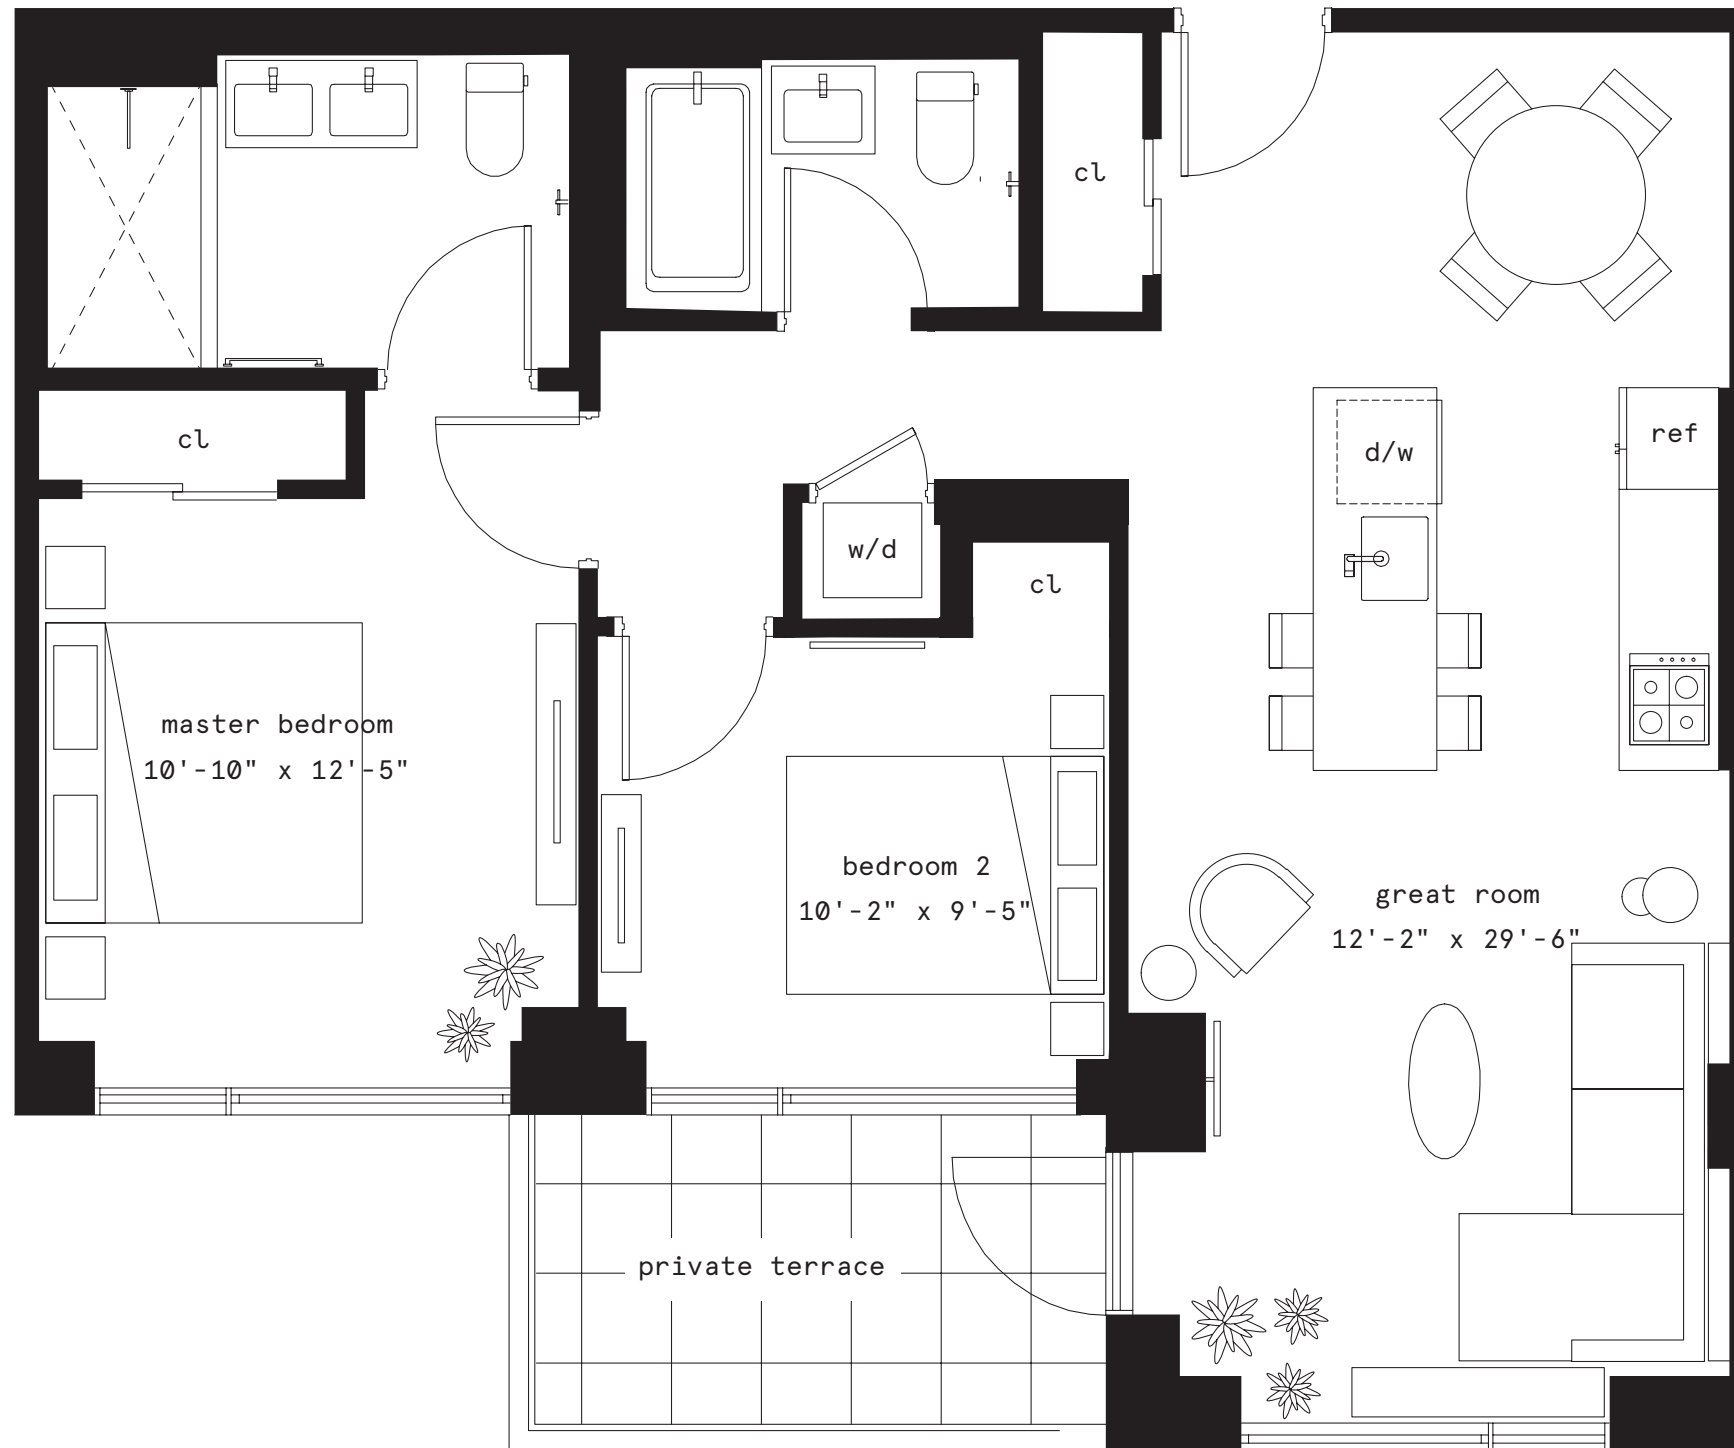 cl
cl
d/w
ref
w/d
cl
master bedroom
10'-10" x 12'-5"
bedroom 2
10'-2" x 9'-5"
great room
12'-2" x 29'-6"
private terrace